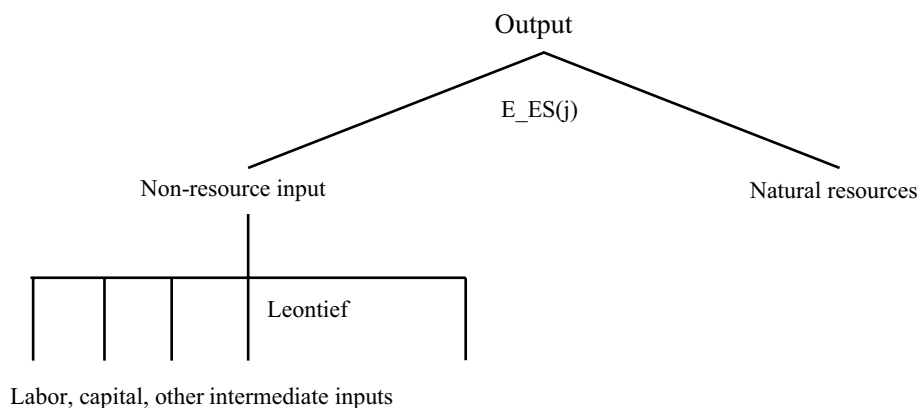 Output
E_ES(j)
Non-resource input
Natural resources
Leontief
Labor, capital, other intermediate inputs